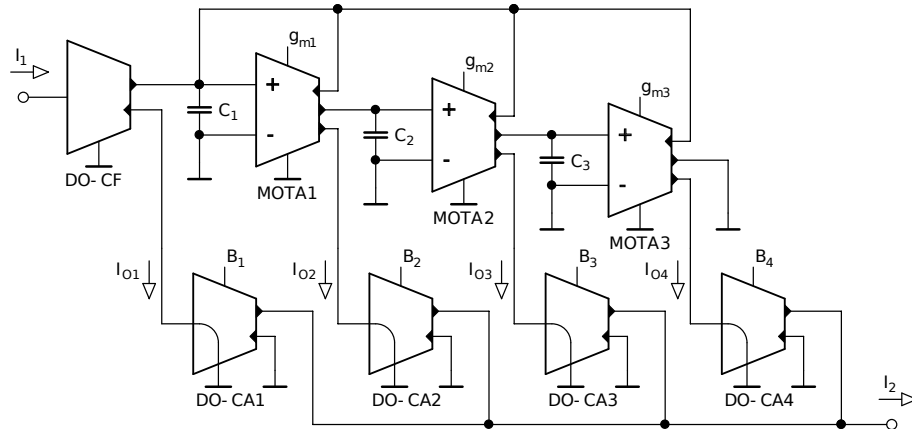 I1
DO- CF
C1
+
-
gm1
MOTA1
C2
+
-
gm2
MOTA2
C3
+
-
gm3
MOTA3
IO1
B1
DO- CA1
IO2
B2
DO- CA2
IO3
B3
DO- CA3
IO4
B4
DO- CA4
I2